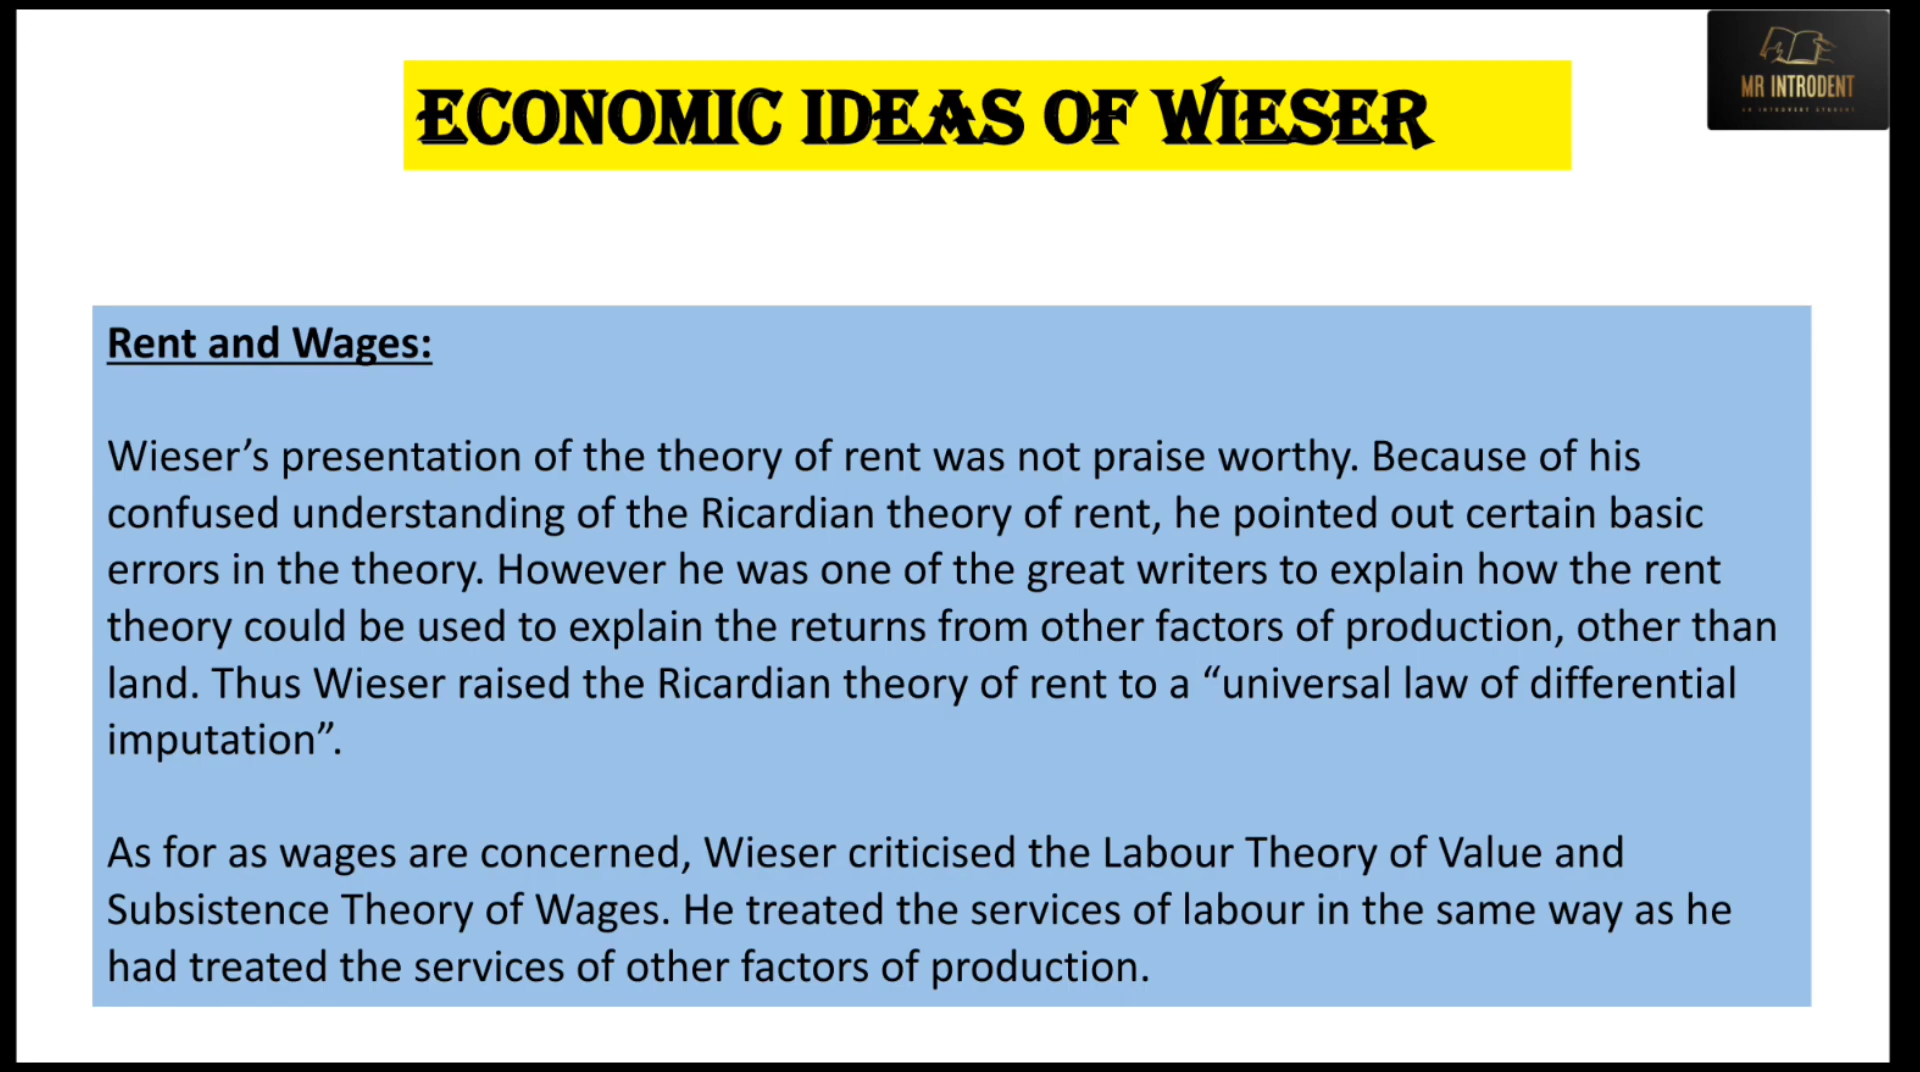 ECONOMIC IDEAS OF WIESER
MR INTRODENT
AN INTROVERT STUDENT
Rent and Wages:
Wieser’s presentation of the theory of rent was not praise worthy. Because of his
confused understanding of the Ricardian theory of rent, he pointed out certain basic
errors in the theory. However he was one of the great writers to explain how the rent
theory could be used to explain the returns from other factors of production, other than
land. Thus Wieser raised the Ricardian theory of rent to a “universal law of differential
imputation”.
As for as wages are concerned, Wieser criticised the Labour Theory of Value and
Subsistence Theory of Wages. He treated the services of labour in the same way as he
had treated the services of other factors of production.